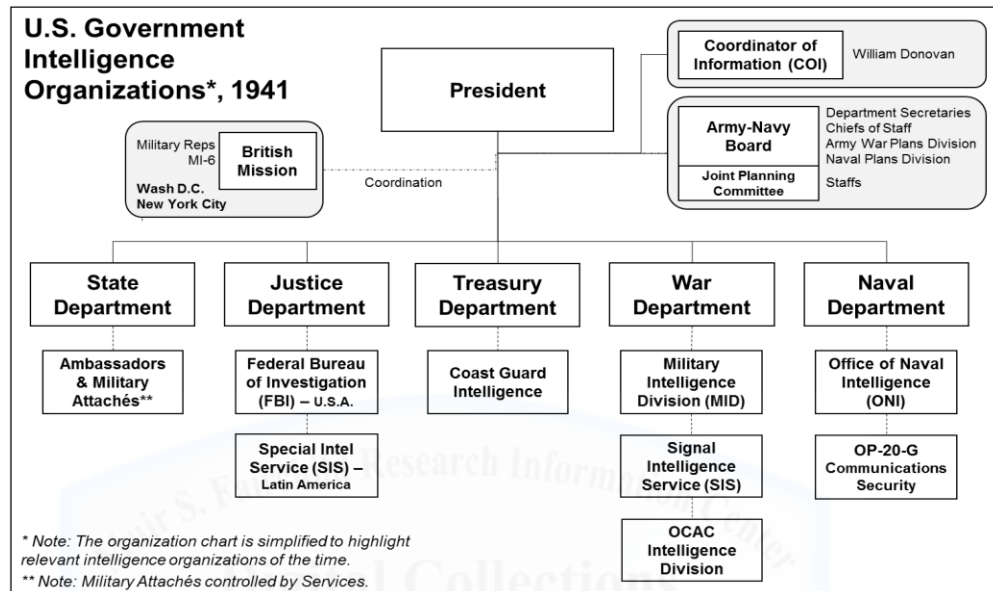 U.S. Government
Intelligence
Organizations*, 1941
President
Coordinator of
Information (COI)
William Donovan
Army-Navy
Board
Joint Planning
Committee
Department Secretaries
Chiefs of Staff
Army War Plans Division
Naval Plans Division
Staffs
Military Reps
MI-6
British
Mission
Wash D.C.
New York City
Coordination
State
Department
Justice
Department
Treasury
Department
War
Department
Naval
Department
Ambassadors
& Military
Attachés**
Federal Bureau
of Investigation
(FBI) – U.S.A.
Coast Guard
Intelligence
Military
Intelligence
Division (MID)
Office of Naval
Intelligence
(ONI)
Special Intel
Service (SIS) –
Latin America
Signal
Intelligence
Service (SIS)
OP-20-G
Communications
Security
OCAC
Intelligence
Division
* Note: The organization chart is simplified to highlight
relevant intelligence organizations of the time.
** Note: Military Attachés controlled by Services.
Research Information Center
Digital Collections